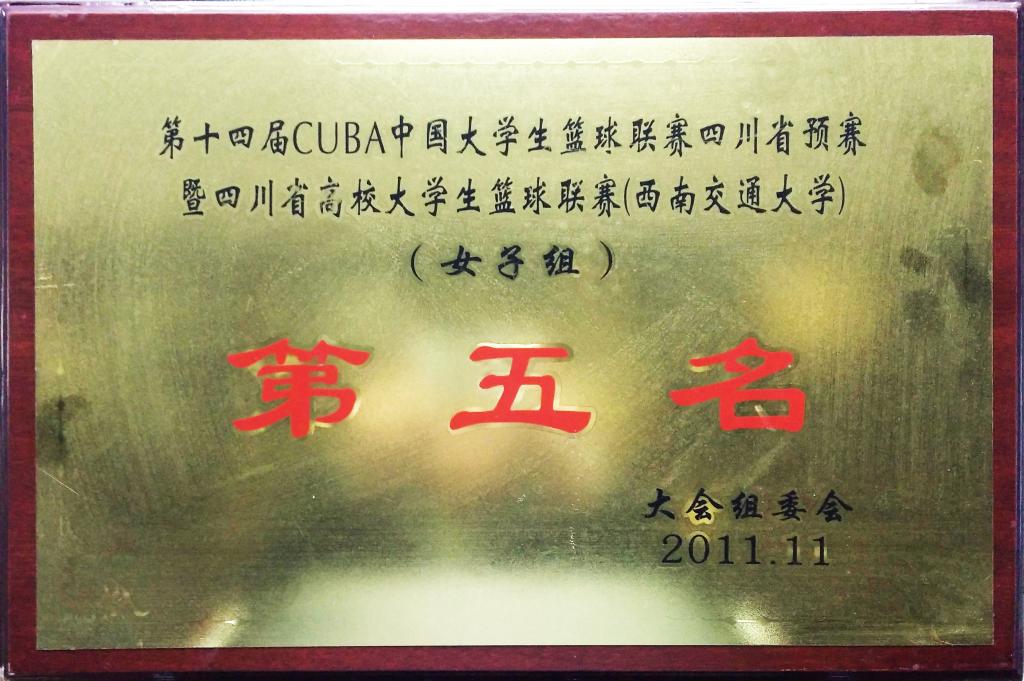 第十四届CUBA中国大学生篮球联赛四川省预赛
暨四川省高校大学生篮球联赛(西南交通大学)
(女子组)
第五名
大会组委会
2011.11